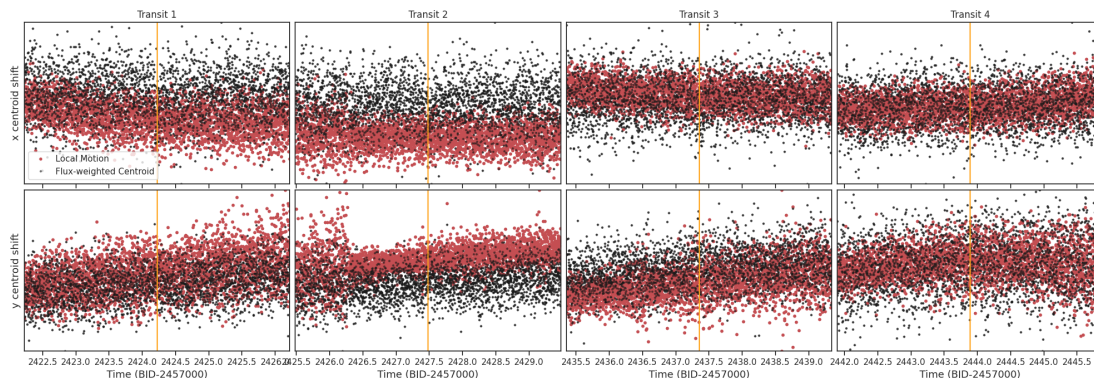 Transit 1 Transit 2 Transit 3 Transit 4
x centroid shift
Local Motion
Flux-weighted Centroid
y centroid shift
2422.5 2423.0 2423.5 2424.0 2424.5 2425.0 2425.5 2426.0 2425.5 2426.0 2426.5 2427.0 2427.5 2428.0 2428.5 2429.0 2435.5 2436.0 2436.5 2437.0 2437.5 2438.0 2438.5 2439.0 2442.0 2442.5 2443.0 2443.5 2444.0 2444.5 2445.0 2445.5
Time (BJD-2457000) Time (BJD-2457000) Time (BJD-2457000) Time (BJD-2457000)